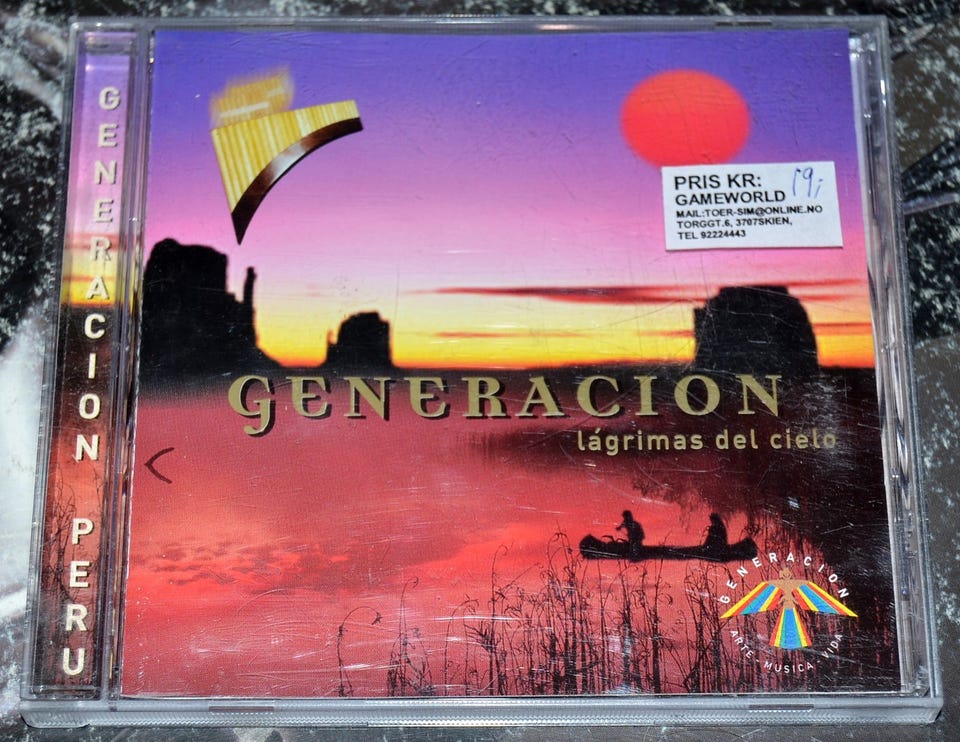 GENERACION PERU
PRIS KR: 19,-
GAMEWORLD
MAIL:TOER-SIM@ONLINE.NO
TORGGT.6, 3707SKIEN,
TEL 92224443
GENERACION
lágrimas del cielo
GENERACION
ARTE - MUSICA - VIDA